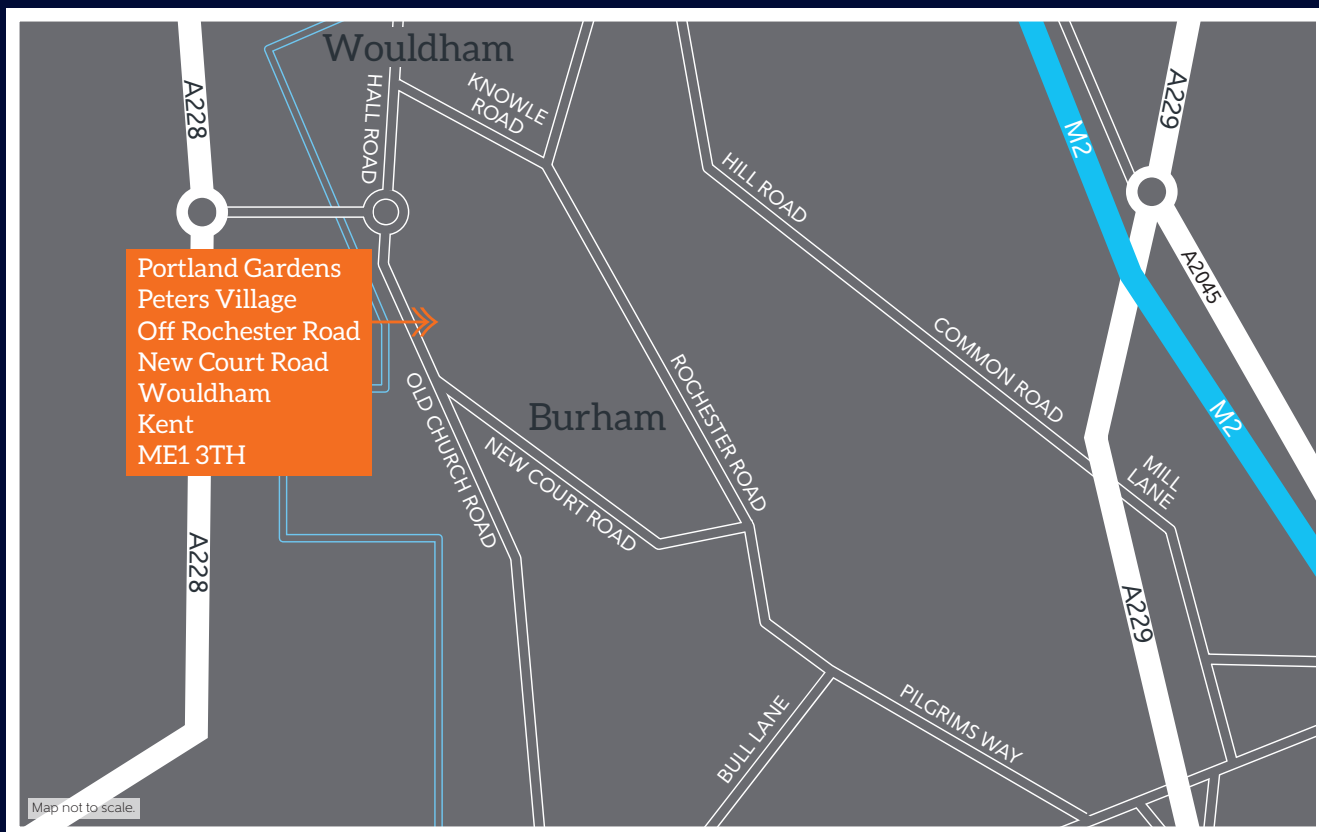 Wouldham
A228
HALL ROAD
KNOWLE
ROAD
HILL ROAD
M2
A229
A2045
Portland Gardens
Peters Village
Off Rochester Road
New Court Road
Wouldham
Kent
ME1 3TH
OLD CHURCH ROAD
Burham
NEW COURT ROAD
ROCHESTER ROAD
COMMON ROAD
M2
MILL
LANE
A228
A229
BULL LANE
PILGRIMS WAY
Map not to scale.